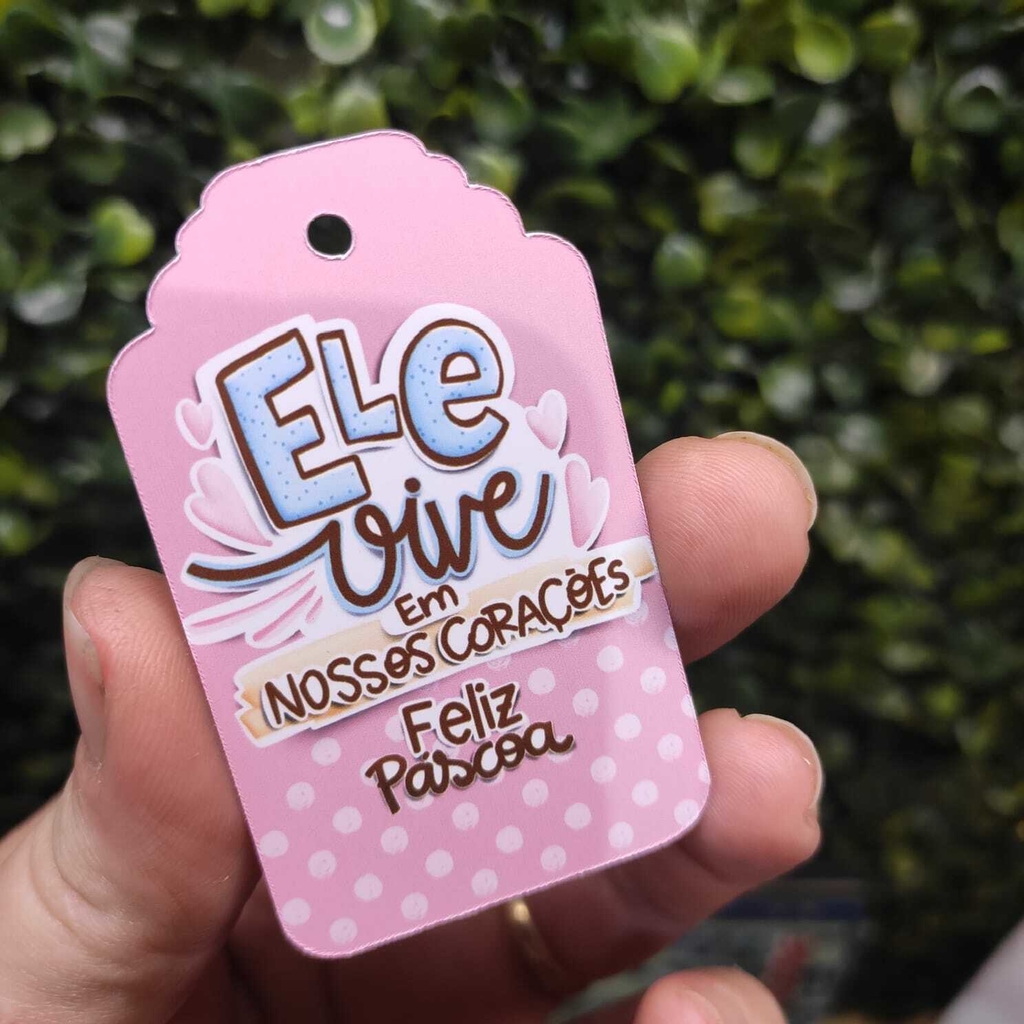 Ele
vive
Em
NOSSOS CORAÇÕES
Feliz
Páscoa